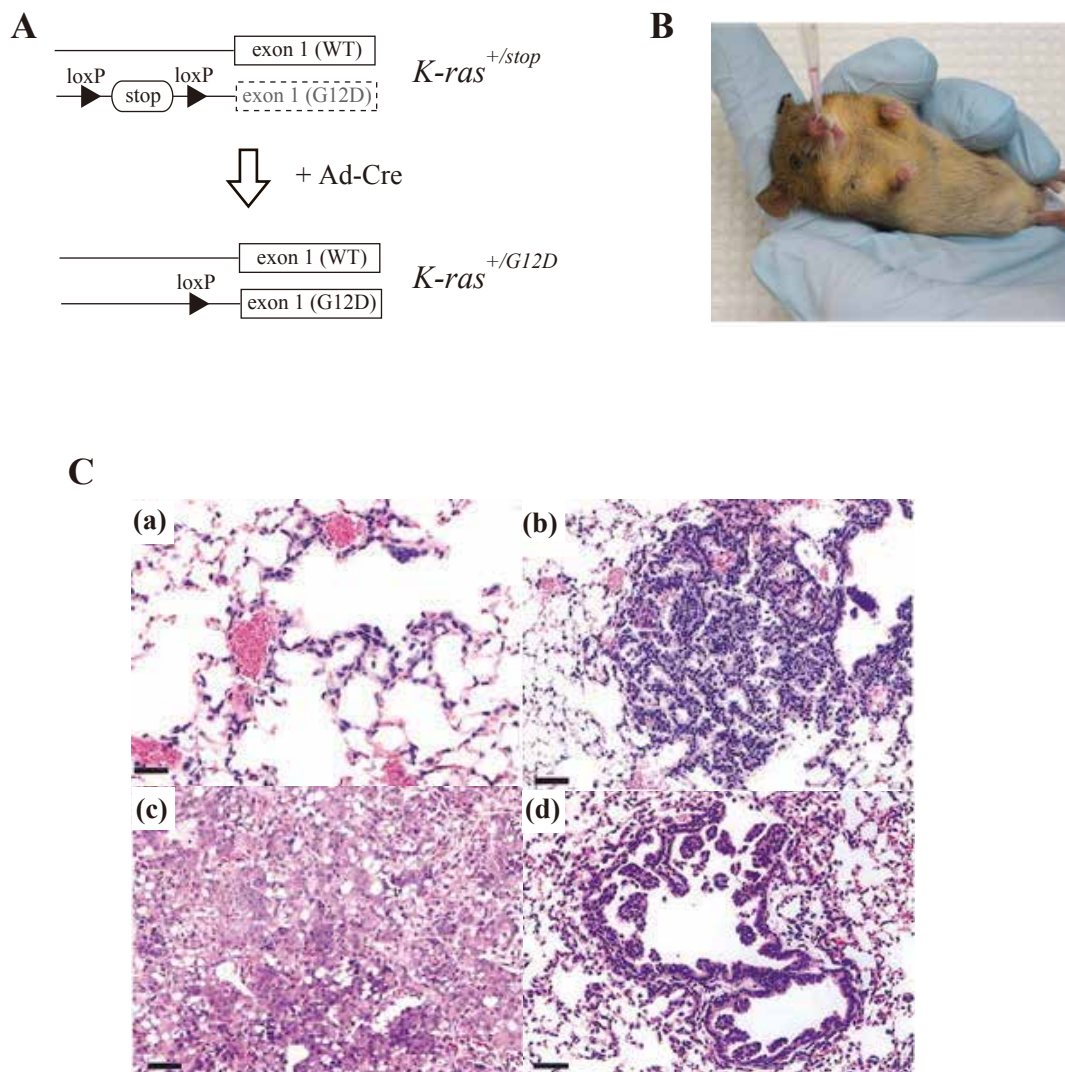 A
exon 1 (WT)
K-ras +/stop
loxP loxP
stop
exon 1 (G12D)
+ Ad-Cre
exon 1 (WT)
K-ras +/G12D
loxP
exon 1 (G12D)
B
C
(a)
(b)
(c)
(d)